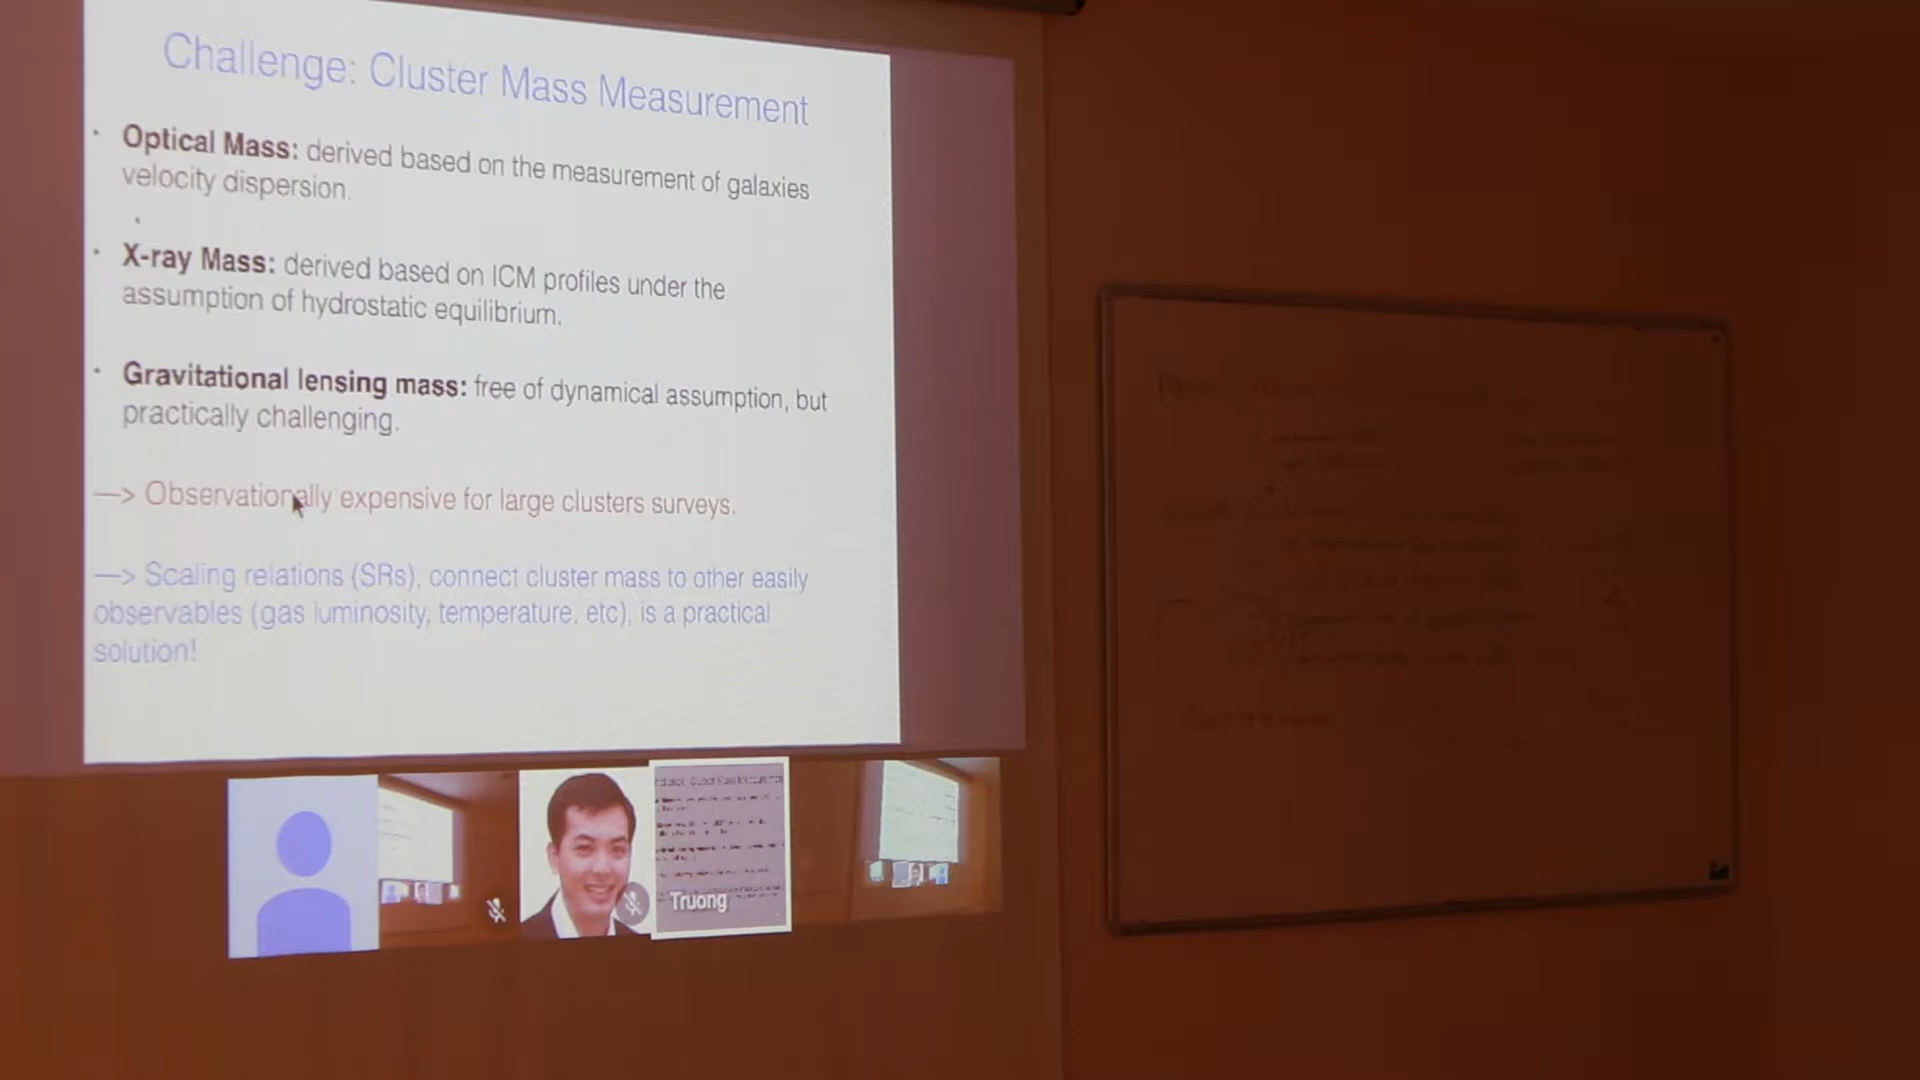 Challenge: Cluster Mass Measurement
• Optical Mass: derived based on the measurement of galaxies
velocity dispersion.
• X-ray Mass: derived based on ICM profiles under the
assumption of hydrostatic equilibrium.
• Gravitational lensing mass: free of dynamical assumption, but
practically challenging.
—> Observationally expensive for large clusters surveys.
—> Scaling relations (SRs), connect cluster mass to other easily
observables (gas luminosity, temperature, etc), is a practical
solution!
Truong